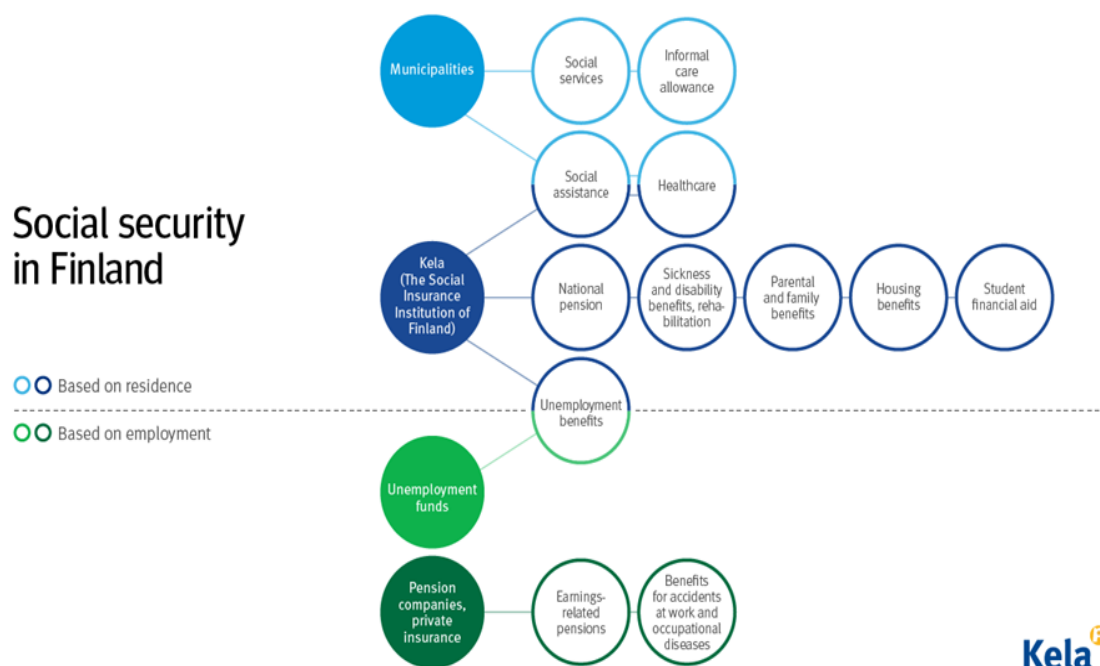 Social security
in Finland
Based on residence
Based on employment
Municipalities
Social
services
Informal
care
allowance
Social
assistance
Healthcare
Kela
(The Social
Insurance
Institution of
Finland)
National
pension
Sickness
and disability
benefits, reha-
bilitation
Parental
and family
benefits
Housing
benefits
Student
financial aid
Unemployment
benefits
Unemployment
funds
Pension
companies,
private
insurance
Earnings-
related
pensions
Benefits
for accidents
at work and
occupational
diseases
Kela